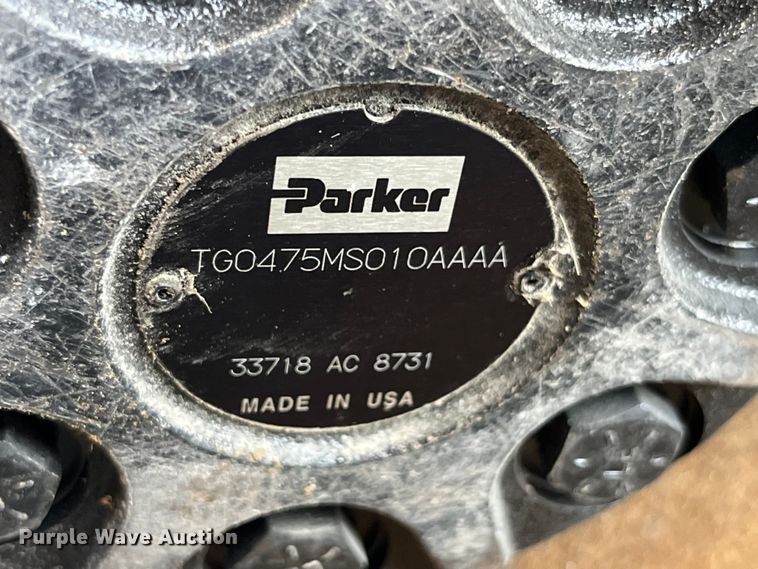 Parker
TG0475MS010AAAA
33718 AC 8731
MADE IN USA
Purple Wave Auction